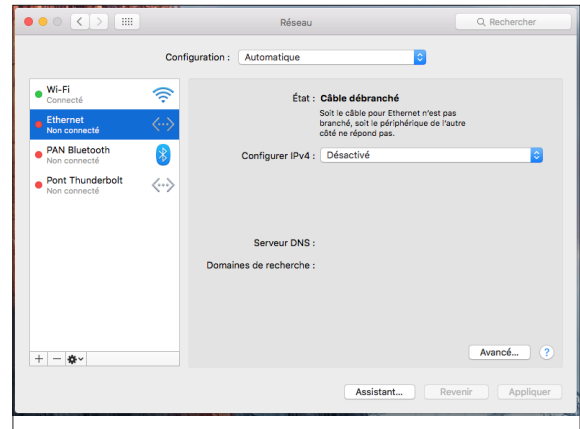 Réseau
Rechercher
Configuration : Automatique
Wi-Fi
Connecté
Ethernet
Non connecté
PAN Bluetooth
Non connecté
Pont Thunderbolt
Non connecté
État : Câble débranché
Soit le câble pour Ethernet n'est pas
branché, soit le périphérique de l'autre
côté ne répond pas.
Configurer IPv4 : Désactivé
Serveur DNS :
Domaines de recherche :
Avancé... ?
Assistant... Revenir Appliquer